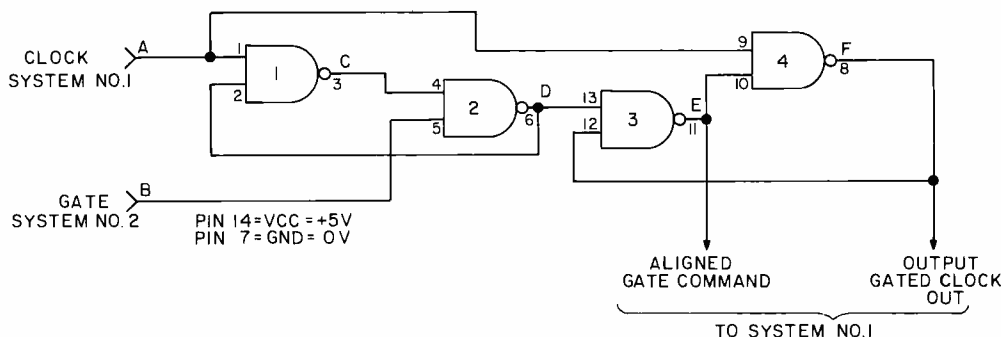 CLOCK
SYSTEM NO.1
A
1
2
1
C
3
4
5
2
D
6
13
12
3
E
11
9
10
4
F
8
GATE
SYSTEM NO.2
B
PIN 14=VCC=+5V
PIN 7=GND=0V
ALIGNED
GATE COMMAND
OUTPUT
GATED CLOCK
OUT
TO SYSTEM NO.1